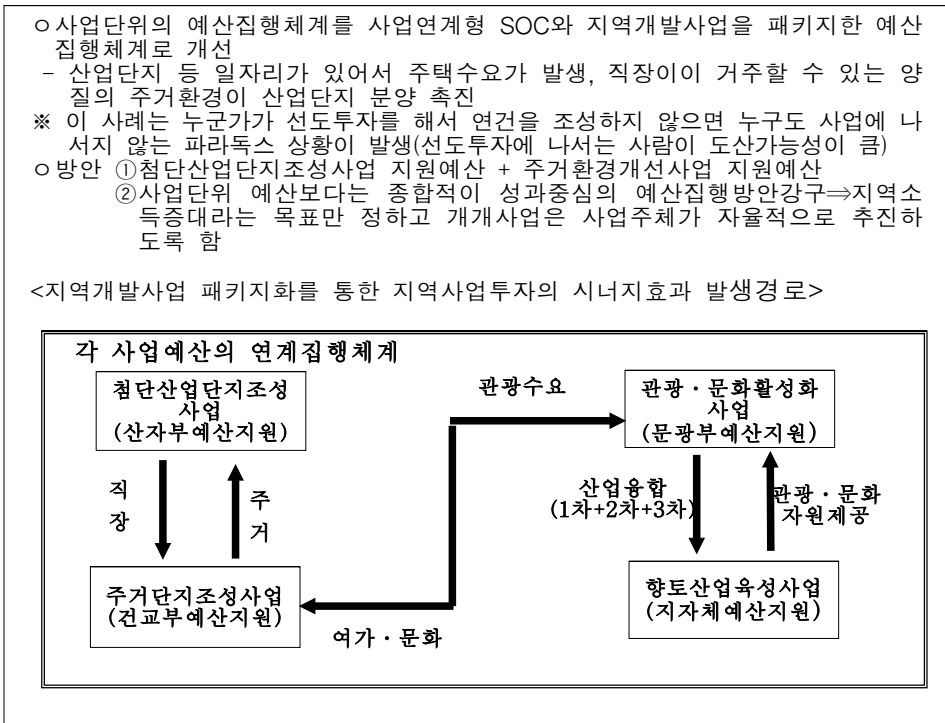 ㅇ사업단위의 예산집행체계를 사업연계형 SOC와 지역개발사업을 패키지한 예산
집행체계로 개선
- 산업단지 등 일자리가 있어서 주택수요가 발생, 직장이이 거주할 수 있는 양
질의 주거환경이 산업단지 분양 촉진
※ 이 사례는 누군가가 선도투자를 해서 연건을 조성하지 않으면 누구도 사업에 나
서지 않는 파라독스 상황이 발생(선도투자에 나서는 사람이 도산가능성이 큼)
ㅇ방안 ①첨단산업단지조성사업 지원예산 + 주거환경개선사업 지원예산
②사업단위 예산보다는 종합적이 성과중심의 예산집행방안강구⇒지역소
득증대라는 목표만 정하고 개개사업은 사업주체가 자율적으로 추진하
도록 함
<지역개발사업 패키지화를 통한 지역사업투자의 시너지효과 발생경로>
각 사업예산의 연계집행체계
첨단산업단지조성
사업
(산자부예산지원)
관광수요
관광·문화활성화
사업
(문광부예산지원)
직
장
주
거
산업융합
(1차+2차+3차)
관광·문화
자원제공
주거단지조성사업
(건교부예산지원)
여가·문화
향토산업육성사업
(지자체예산지원)